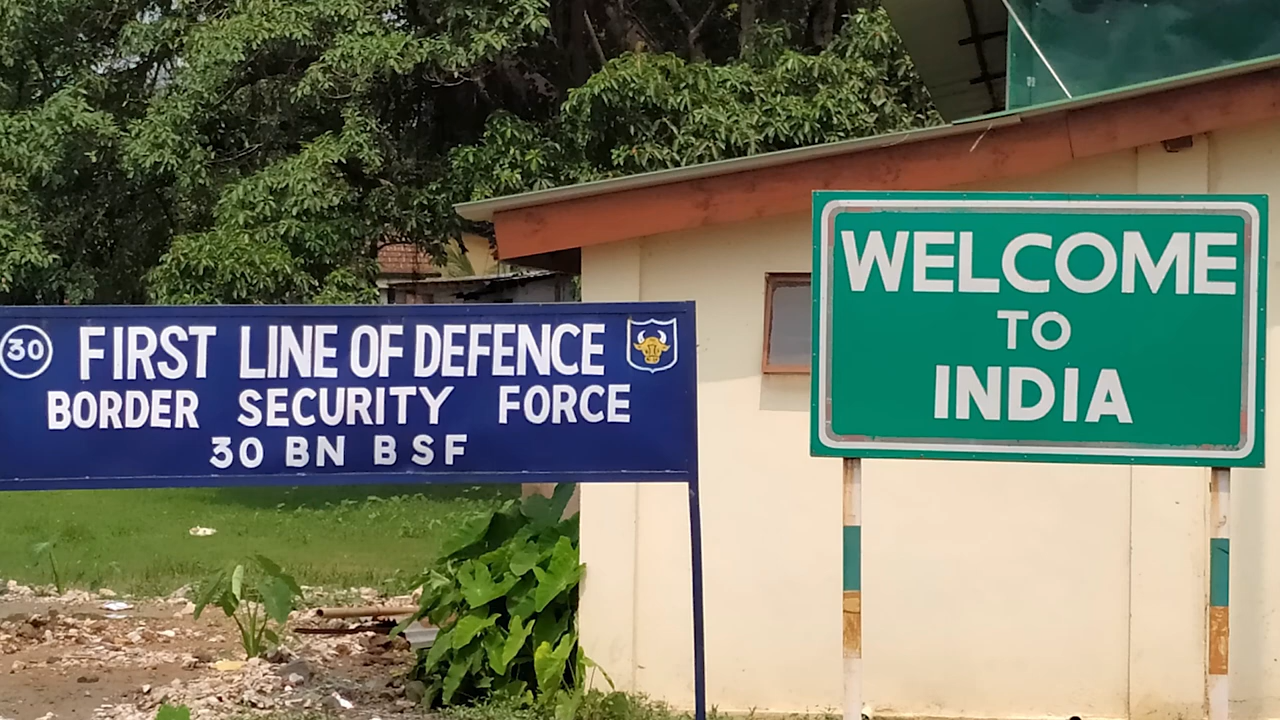 30
FIRST LINE OF DEFENCE
BORDER SECURITY FORCE
30 BN BSF
WELCOME
TO
INDIA